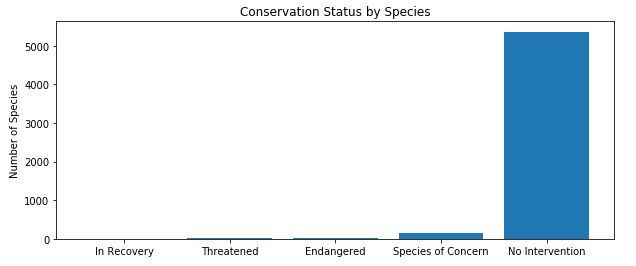 Conservation Status by Species
Number of Species
5000
4000
3000
2000
1000
0
In Recovery
Threatened
Endangered
Species of Concern
No Intervention